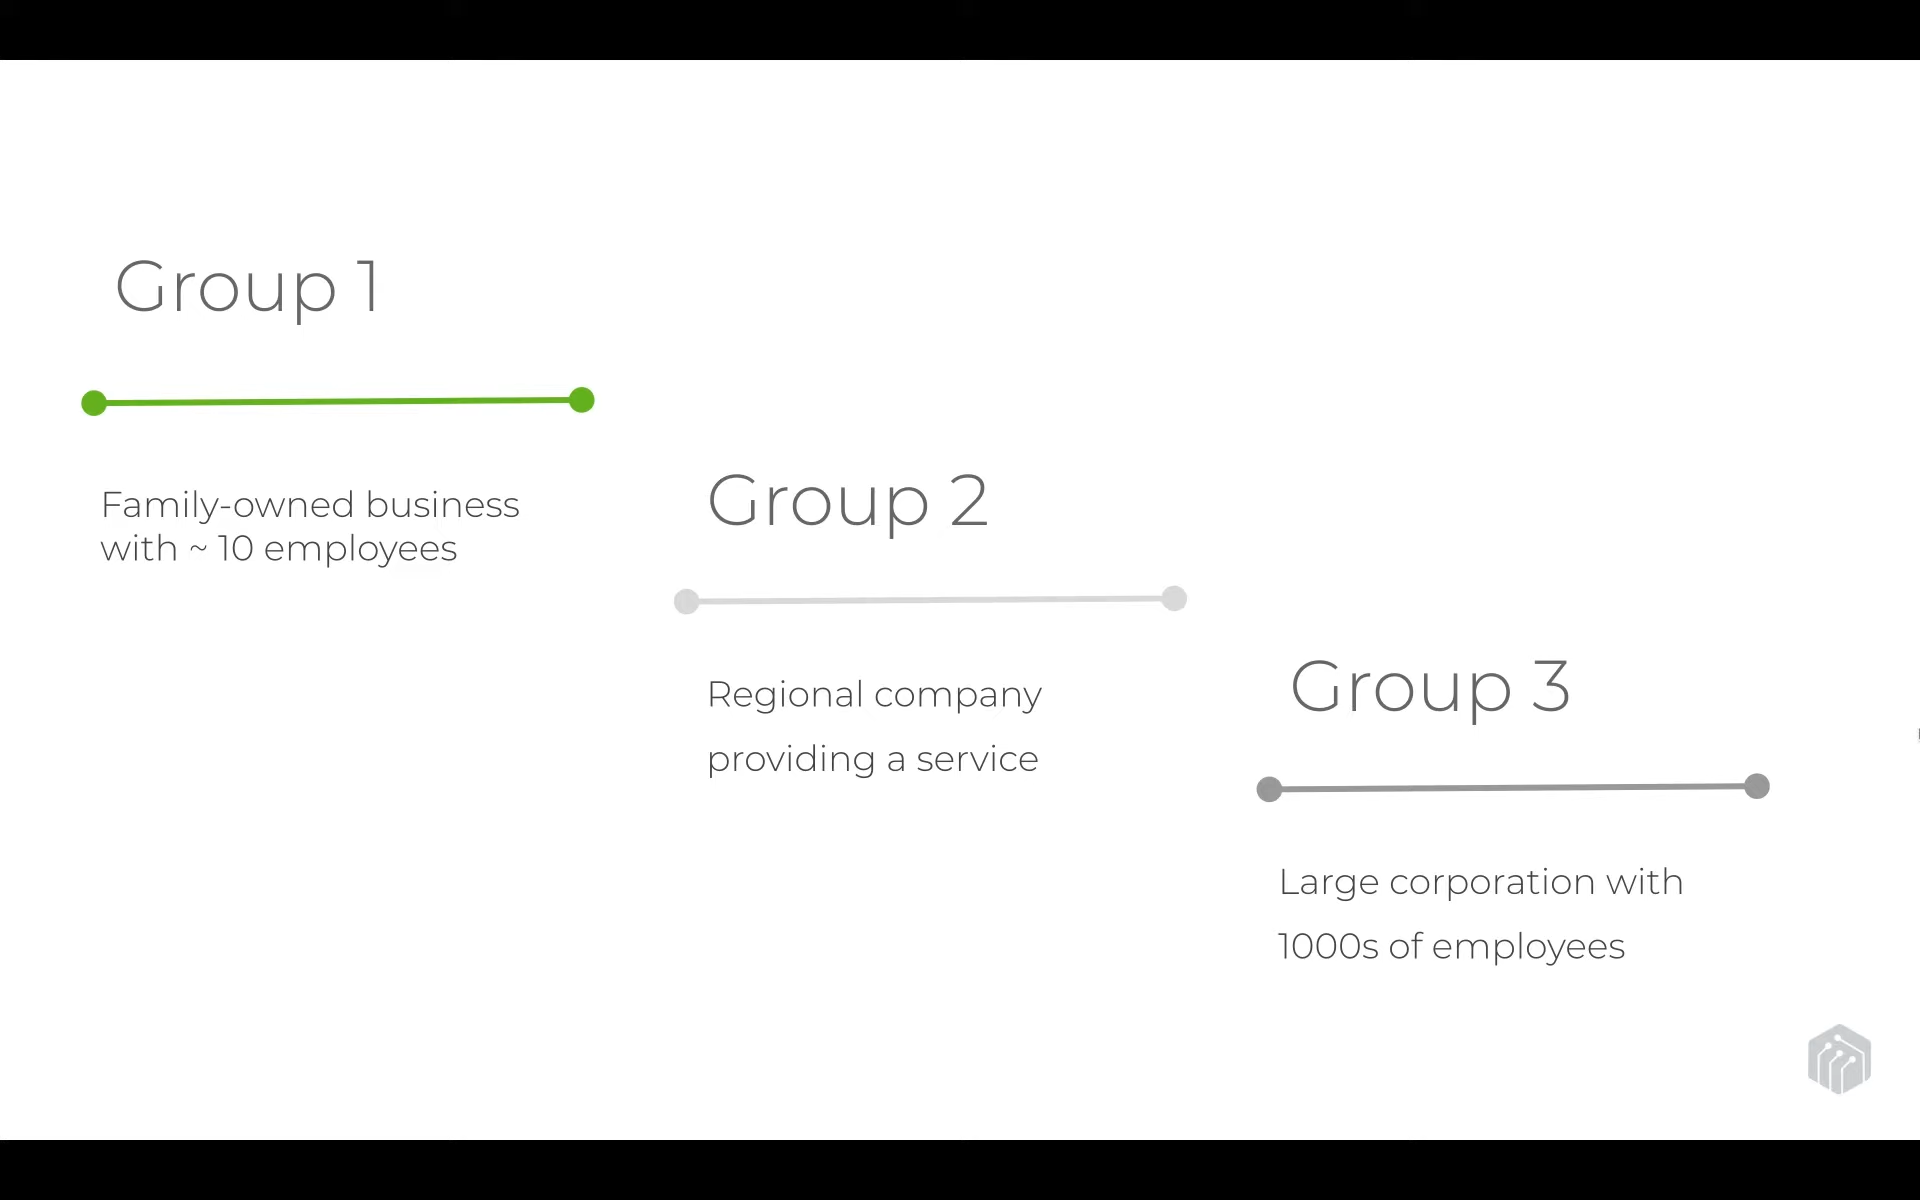 Group 1
Family-owned business
with ~ 10 employees
Group 2
Regional company
providing a service
Group 3
Large corporation with
1000s of employees